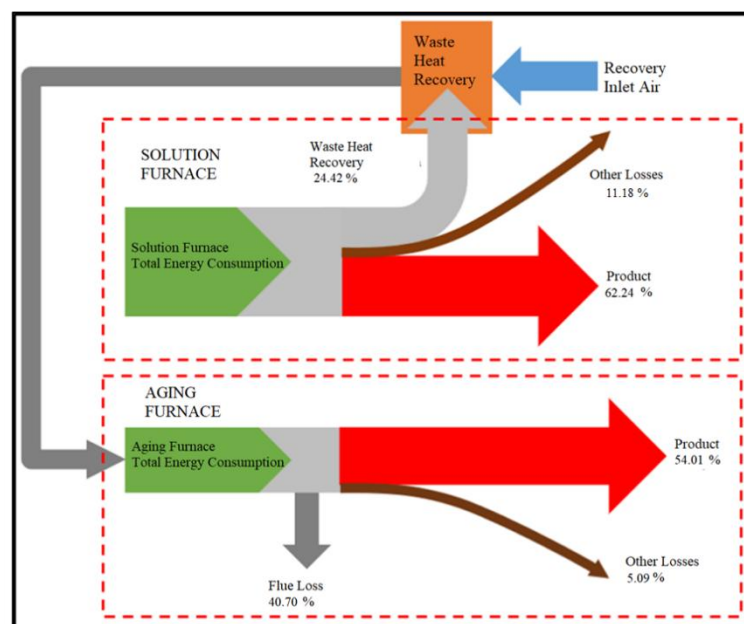 Waste
Heat
Recovery
Recovery
Inlet Air
SOLUTION
FURNACE
Waste Heat
Recovery
24.42 %
Other Losses
11.18 %
Solution Furnace
Total Energy Consumption
Product
62.24 %
AGING
FURNACE
Aging Furnace
Total Energy Consumption
Product
54.01 %
Other Losses
5.09 %
Flue Loss
40.70 %